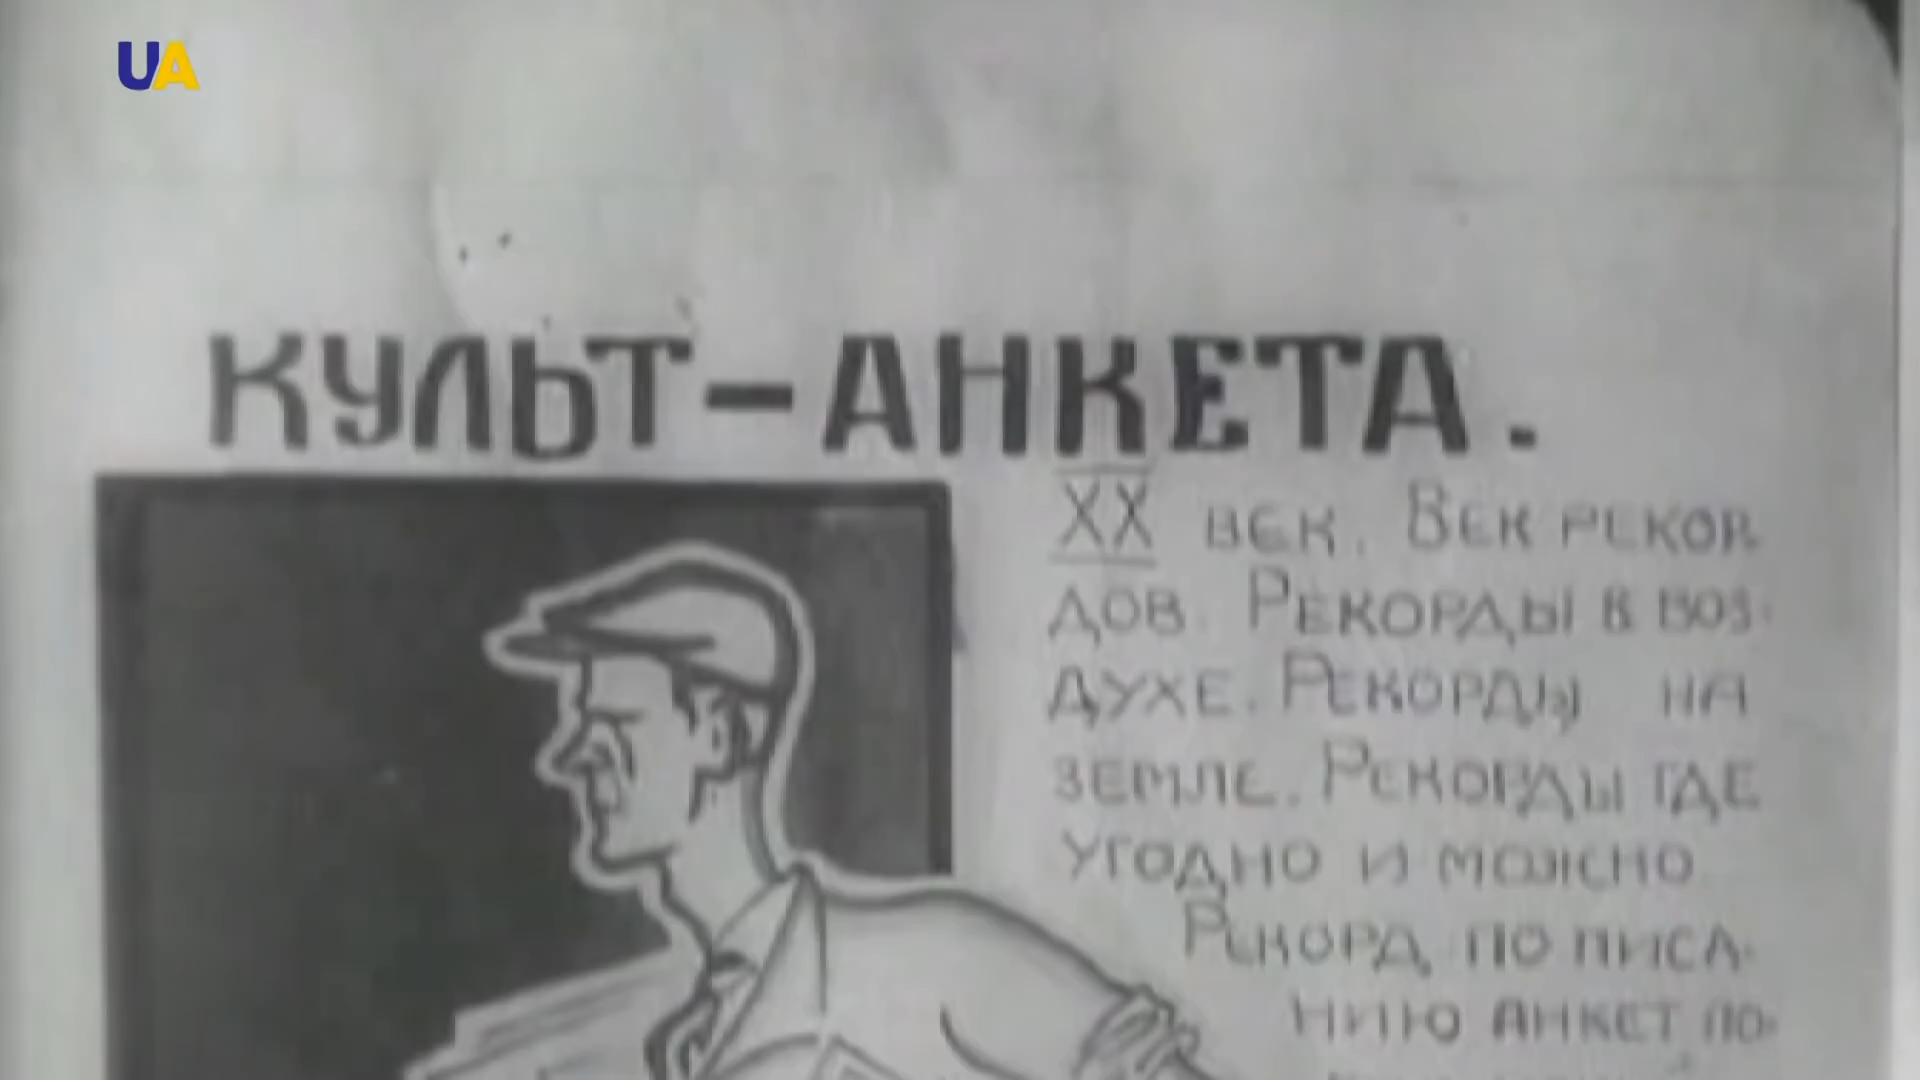 UA
КУЛЬТ-АНКЕТА.
XX ВЕК. ВЕК РЕКОР
ДОВ. РЕКОРДЫ В ВОЗ-
ДУХЕ. РЕКОРДЫ НА
ЗЕМЛЕ. РЕКОРДЫ ГДЕ
УГОДНО И МОЖНО
РЕКОРД ПО ПИСА-
НИЮ АНКЕТ ПО-